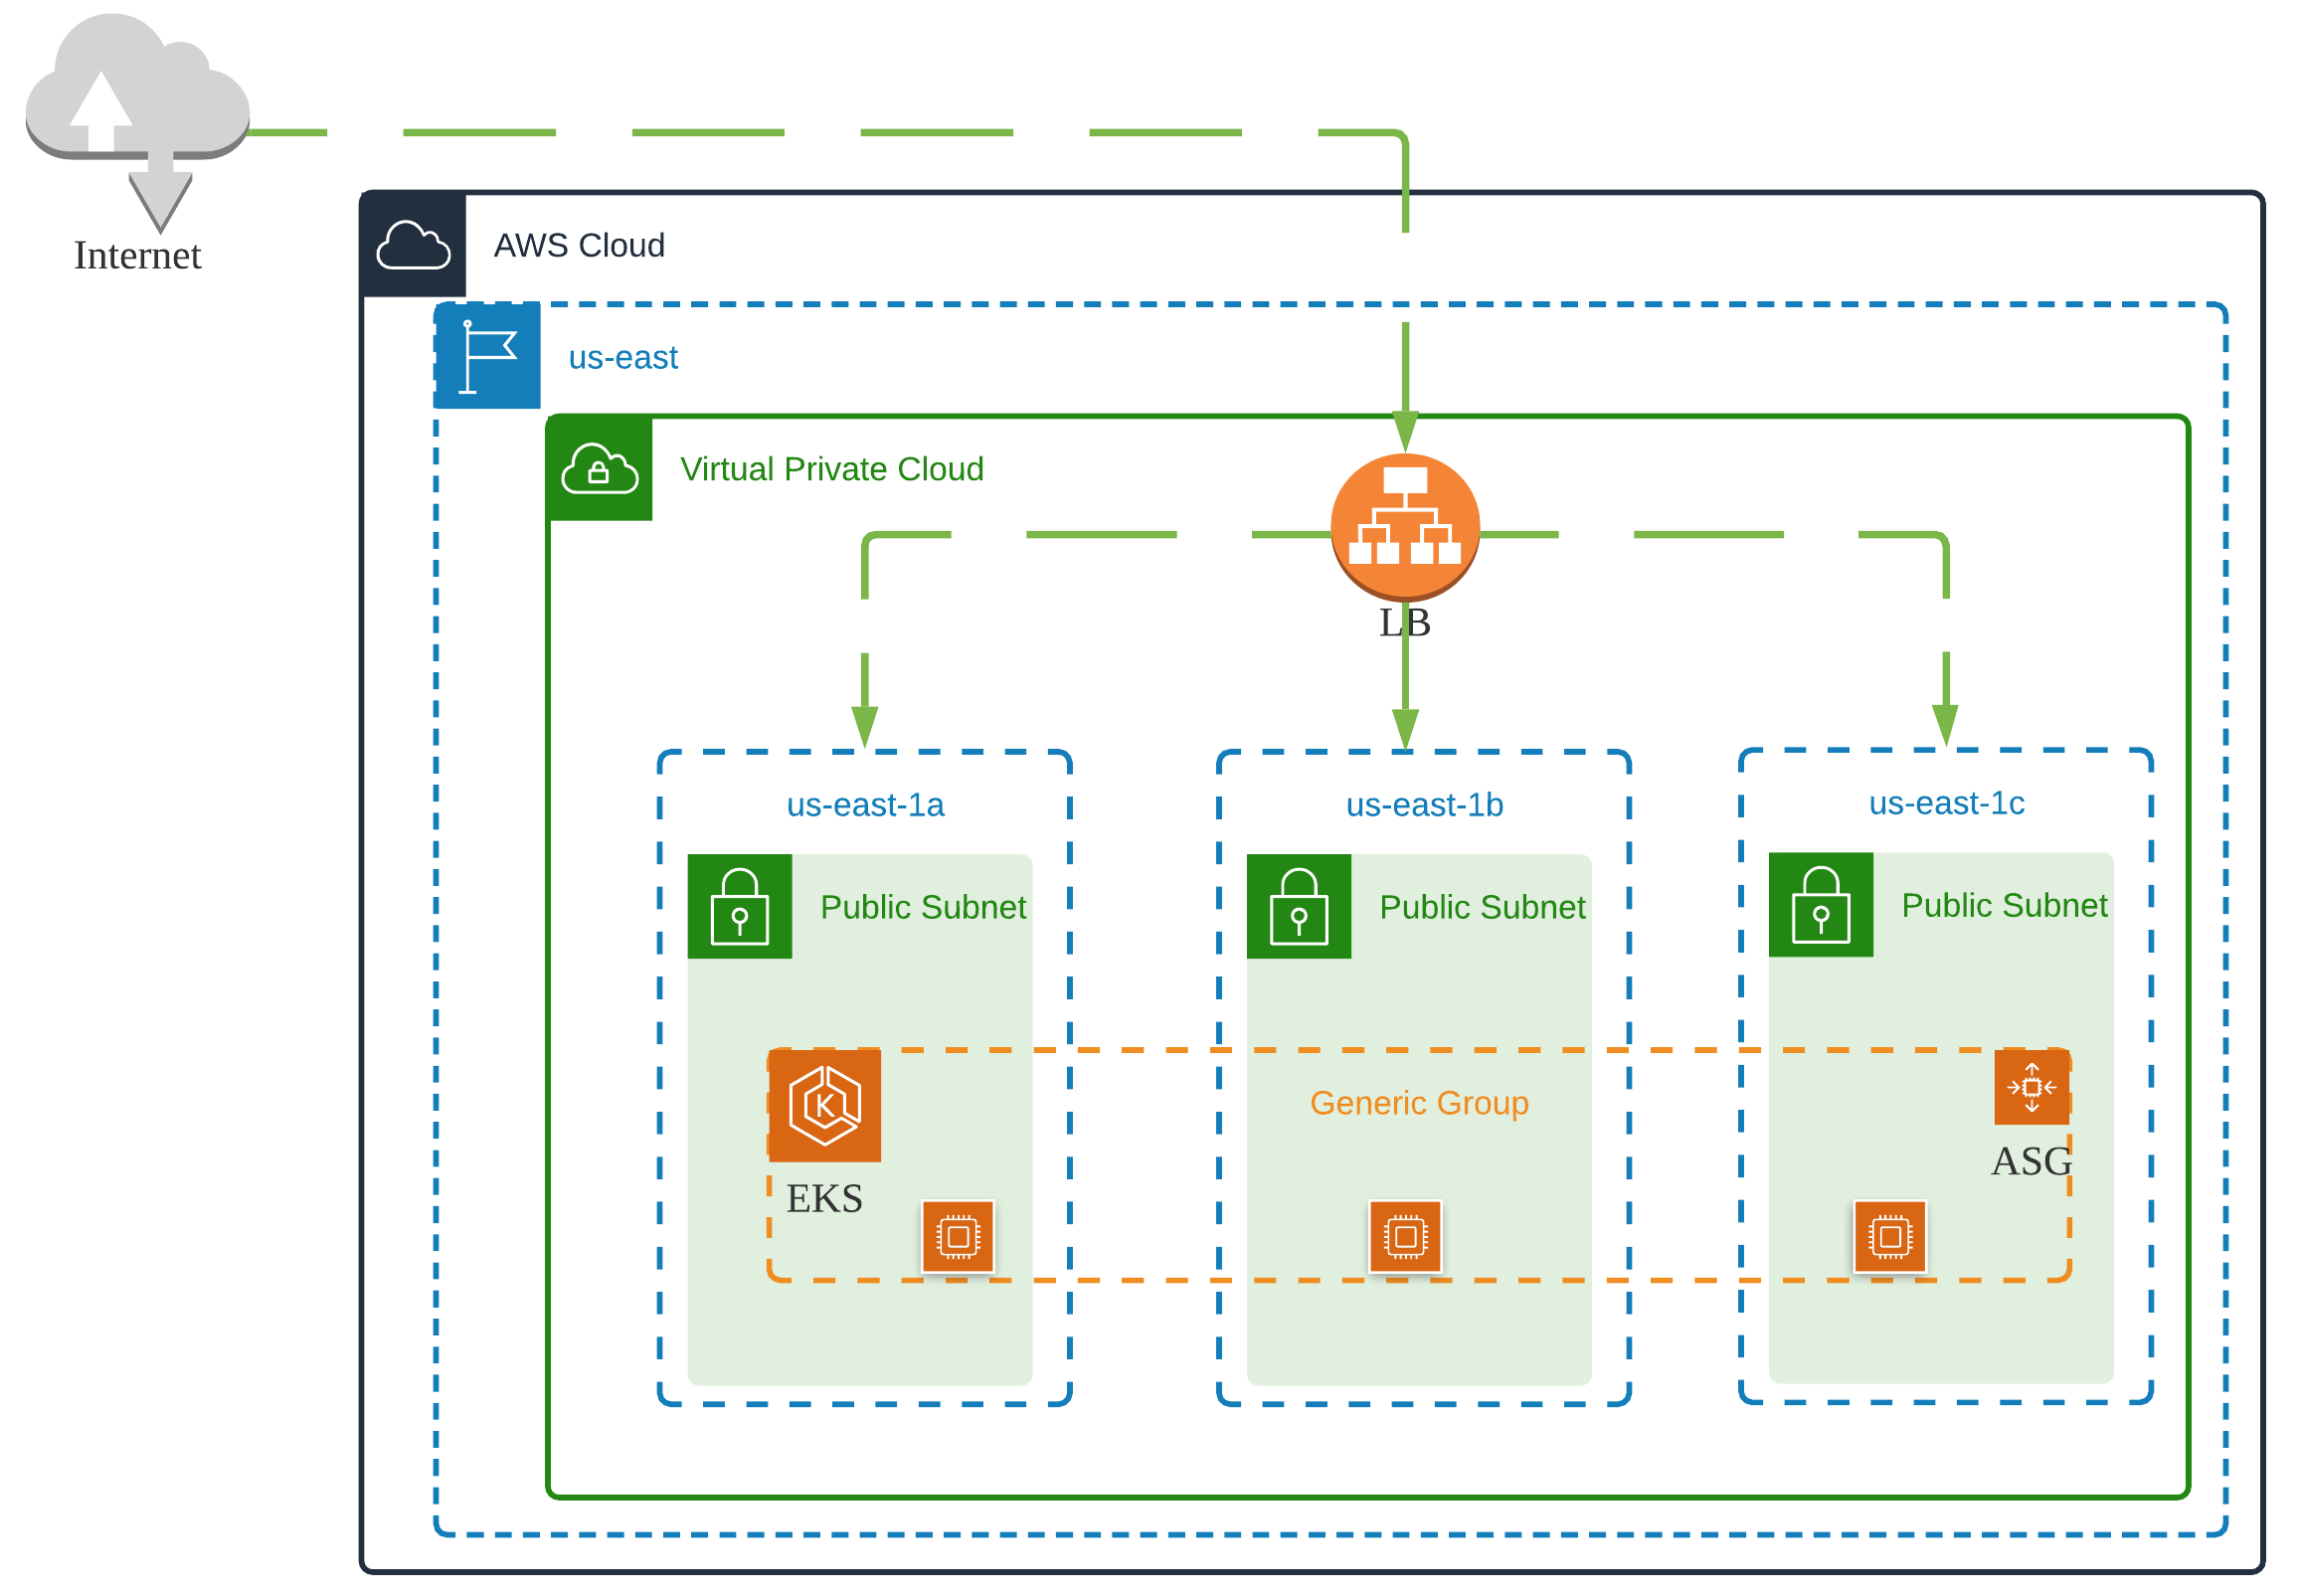 Internet
AWS Cloud
us-east
Virtual Private Cloud
LB
us-east-1a
us-east-1b
us-east-1c
Public Subnet
Public Subnet
Public Subnet
Generic Group
K
EKS
ASG